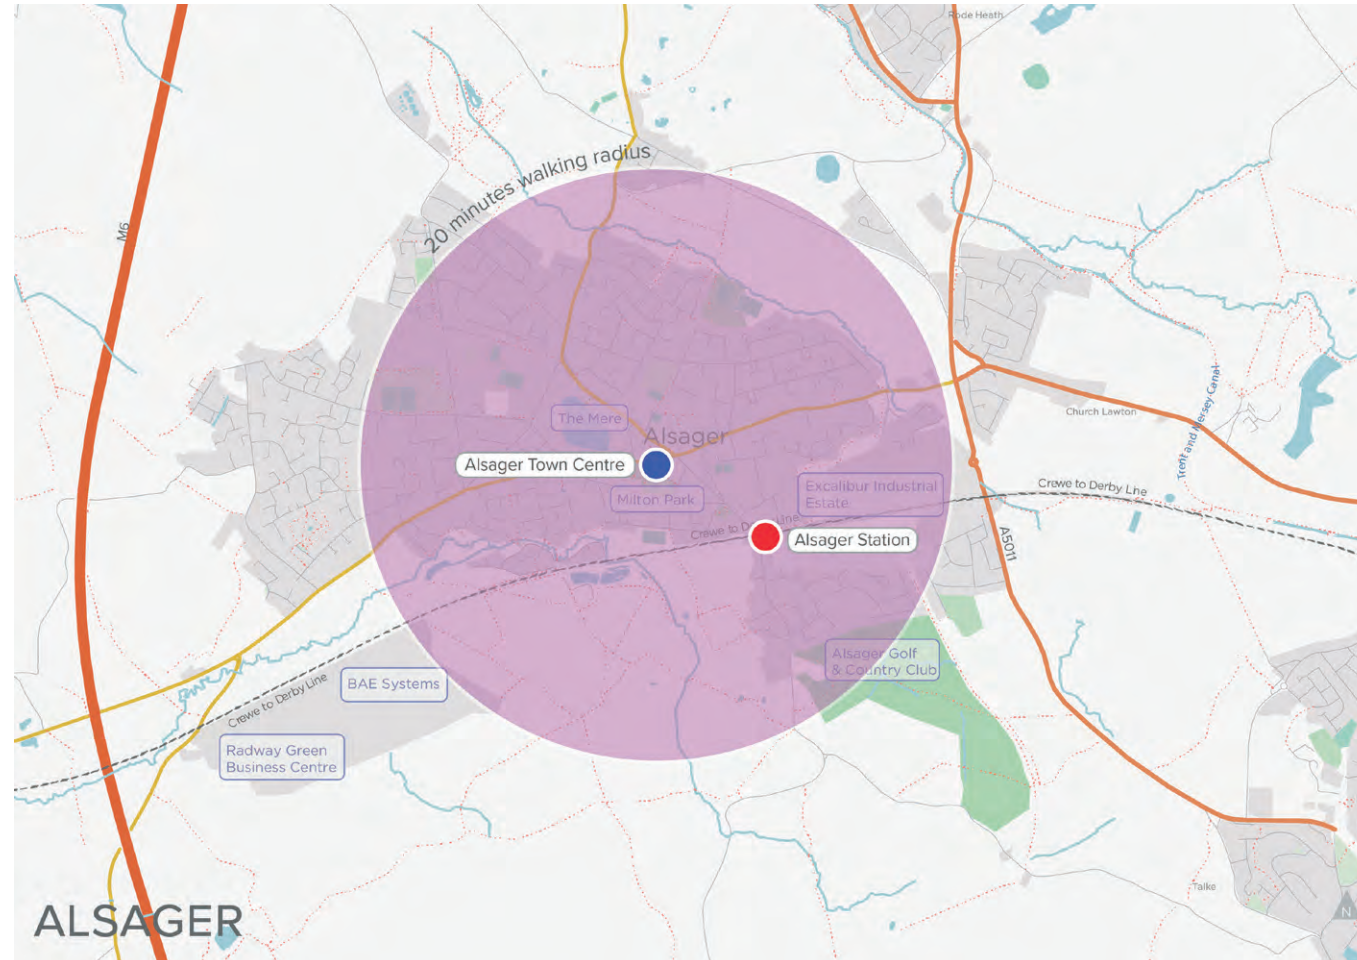 Rode Heath
20 minutes walking radius
M6
The Mere
Church Lawton
Trent and Mersey Canal
Alsager
Alsager Town Centre
Milton Park
Excalibur Industrial
Estate
Crewe to Derby Line
Crewe to Derby Line
Alsager Station
A5011
Alsager Golf
& Country Club
BAE Systems
Crewe to Derby Line
Radway Green
Business Centre
Talke
N
ALSAGER